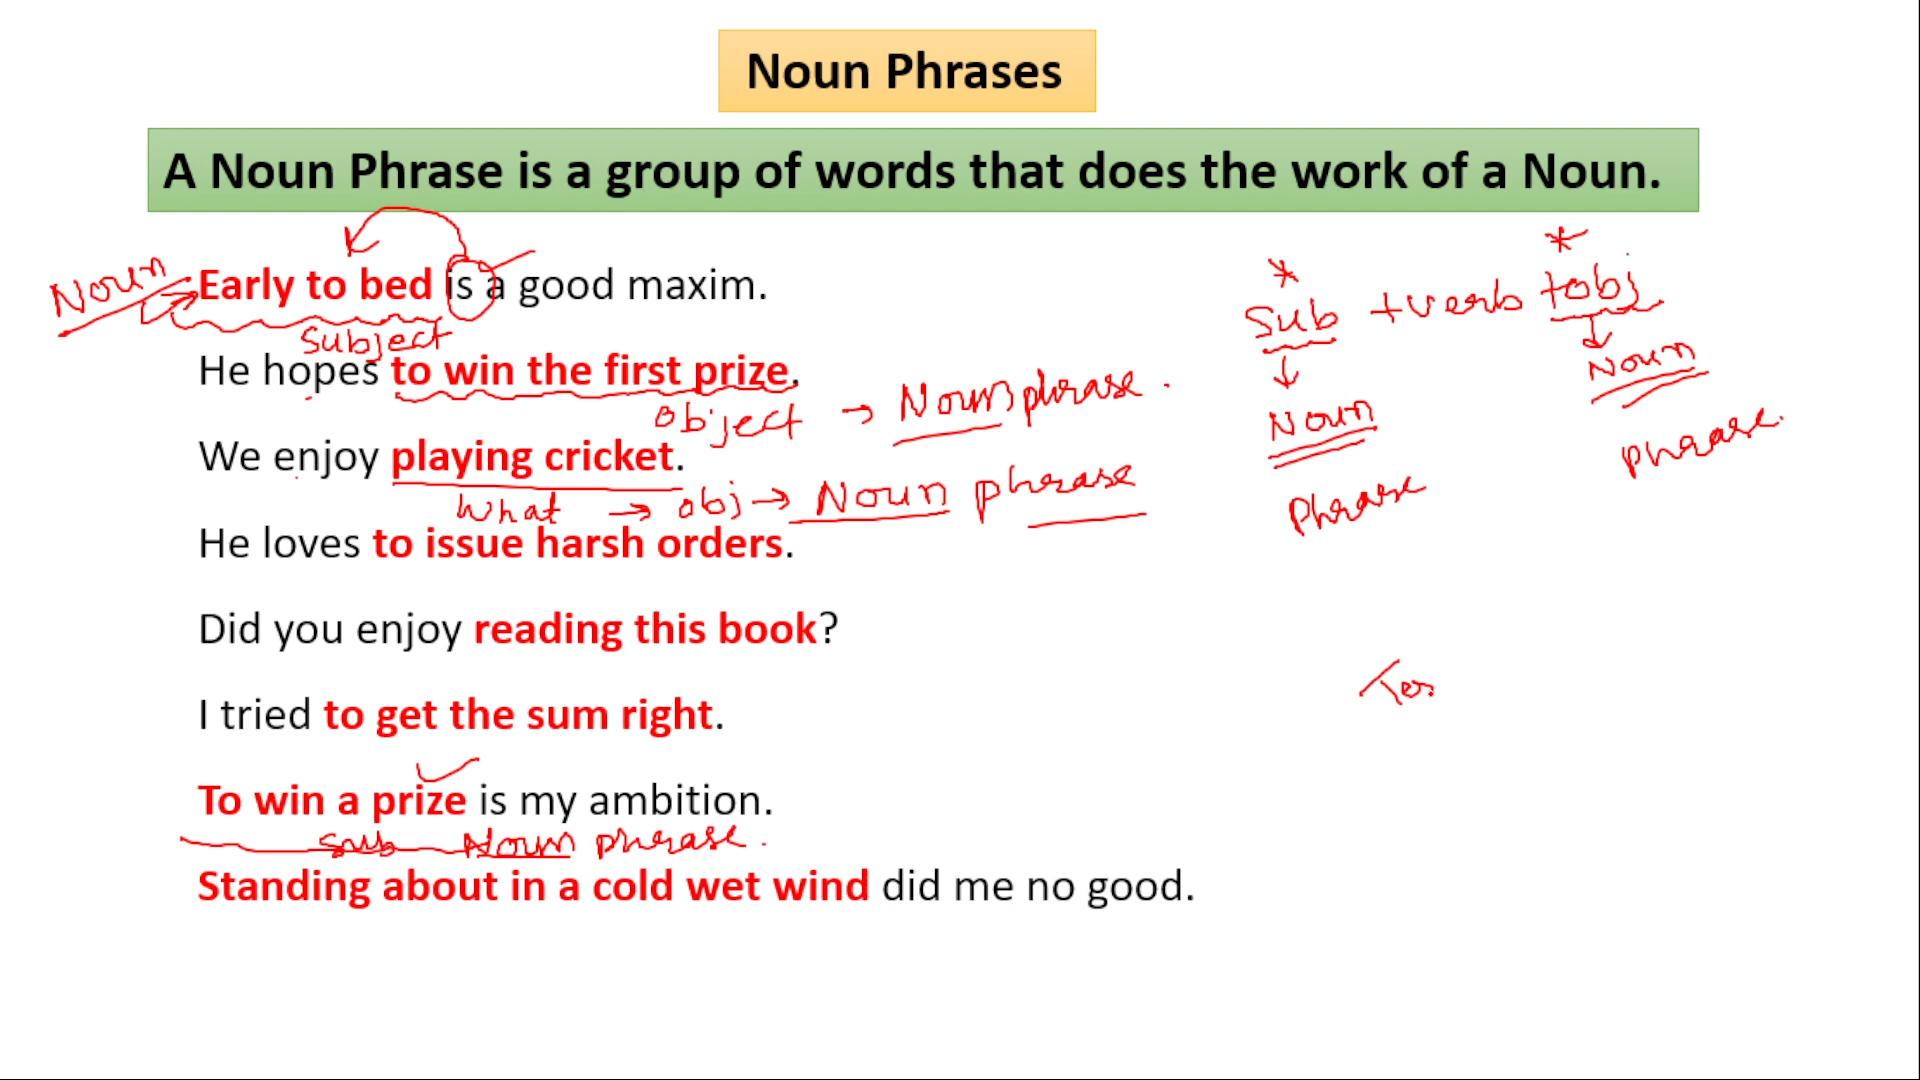 Noun Phrases
A Noun Phrase is a group of words that does the work of a Noun.
Noun
Early to bed is a good maxim.
Subject
He hopes to win the first prize.
object → Noun phrase.
We enjoy playing cricket.
What → obj → Noun phrase
He loves to issue harsh orders.
Did you enjoy reading this book?
I tried to get the sum right.
To win a prize is my ambition.
Sub Noun phrase.
Standing about in a cold wet wind did me no good.
* *
Sub + verb + obj
↓ ↓
Noun Noun
Phrase phrase.